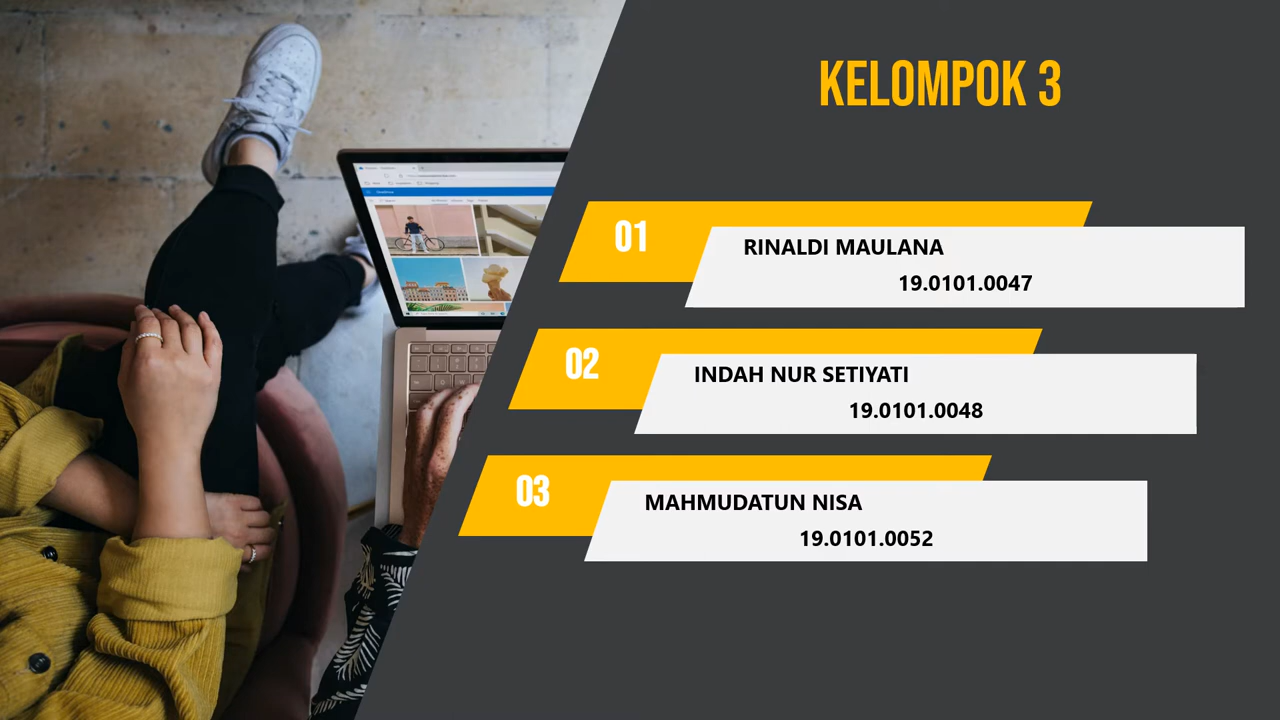 KELOMPOK 3
01
RINALDI MAULANA
19.0101.0047
02
INDAH NUR SETIYATI
19.0101.0048
03
MAHMUDATUN NISA
19.0101.0052